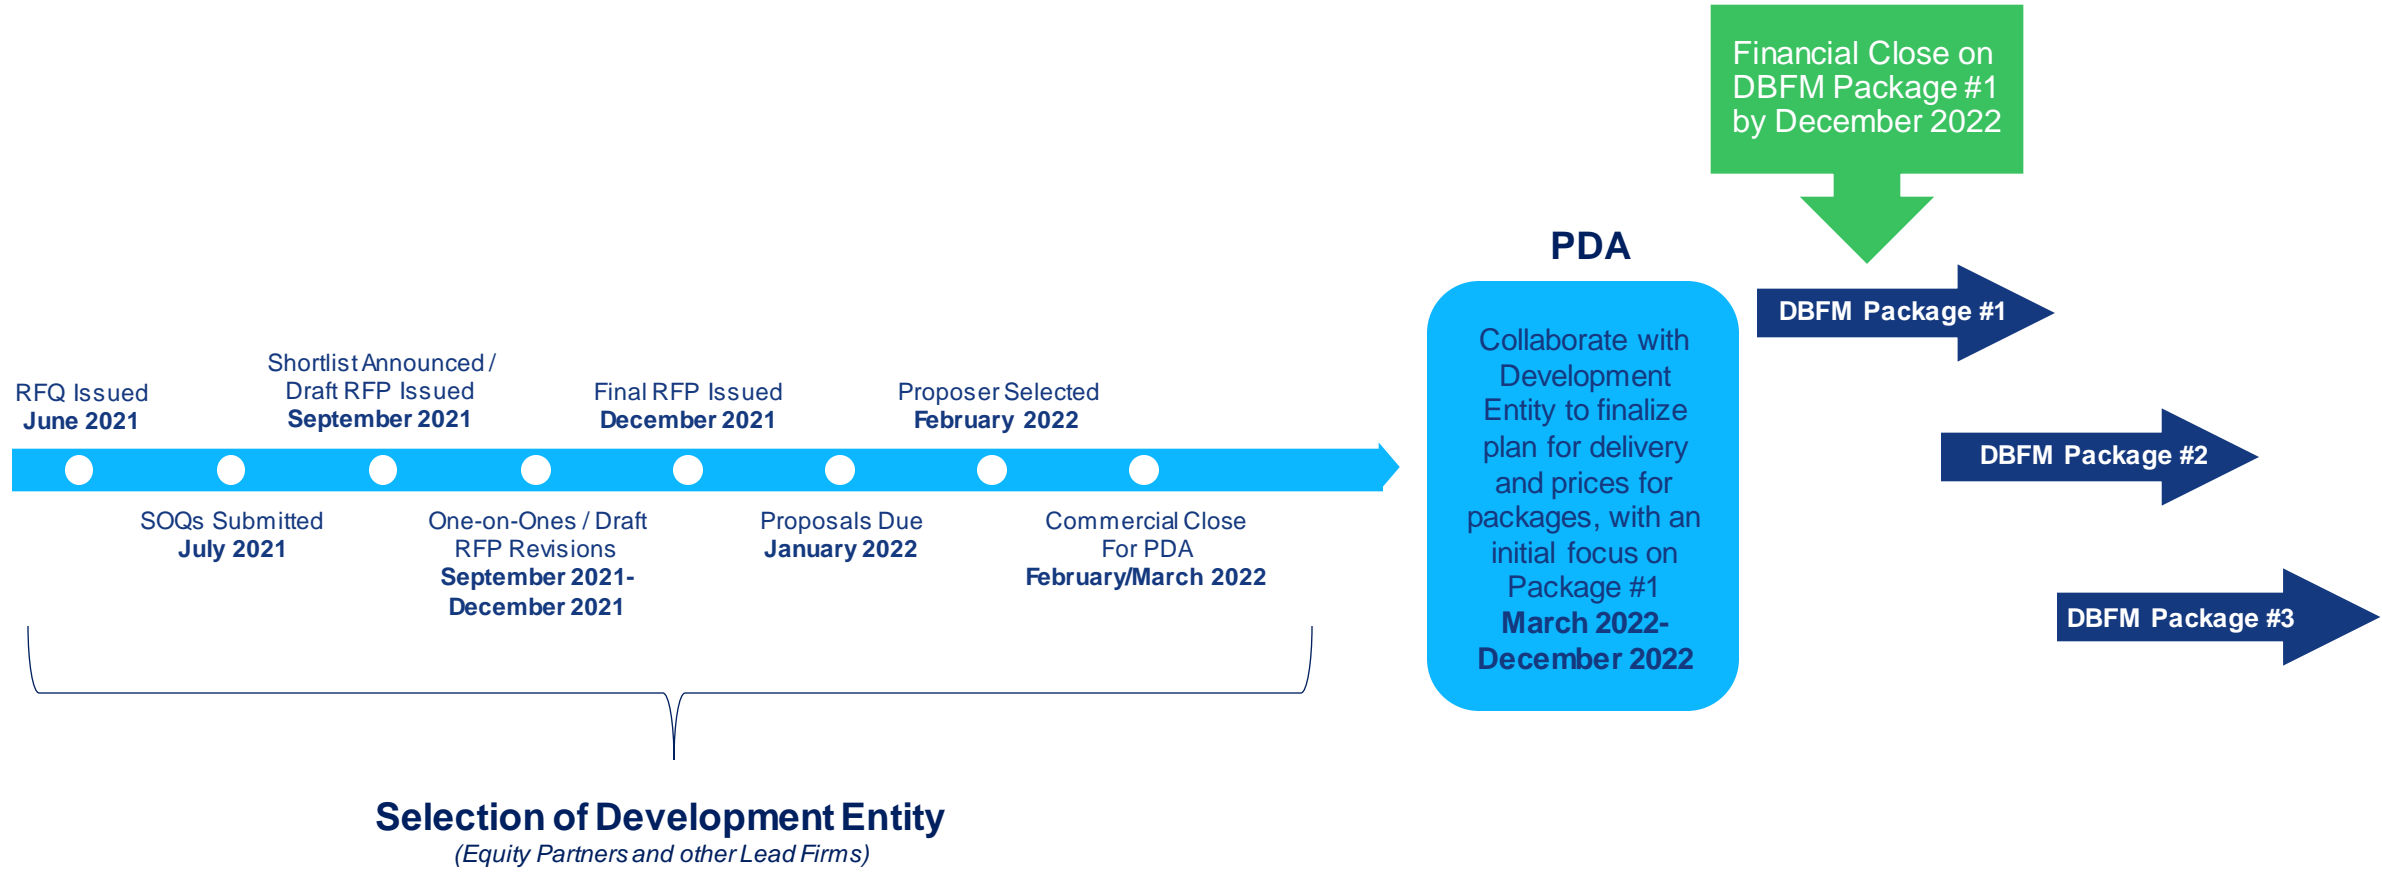 Financial Close on
DBFM Package #1
by December 2022
PDA
Collaborate with
Development
Entity to finalize
plan for delivery
and prices for
packages, with an
initial focus on
Package #1
March 2022-
December 2022
DBFM Package #1
DBFM Package #2
DBFM Package #3
RFQ Issued
June 2021
SOQs Submitted
July 2021
Shortlist Announced /
Draft RFP Issued
September 2021
One-on-Ones / Draft
RFP Revisions
September 2021-
December 2021
Final RFP Issued
December 2021
Proposals Due
January 2022
Proposer Selected
February 2022
Commercial Close
For PDA
February/March 2022
Selection of Development Entity
(Equity Partners and other Lead Firms)